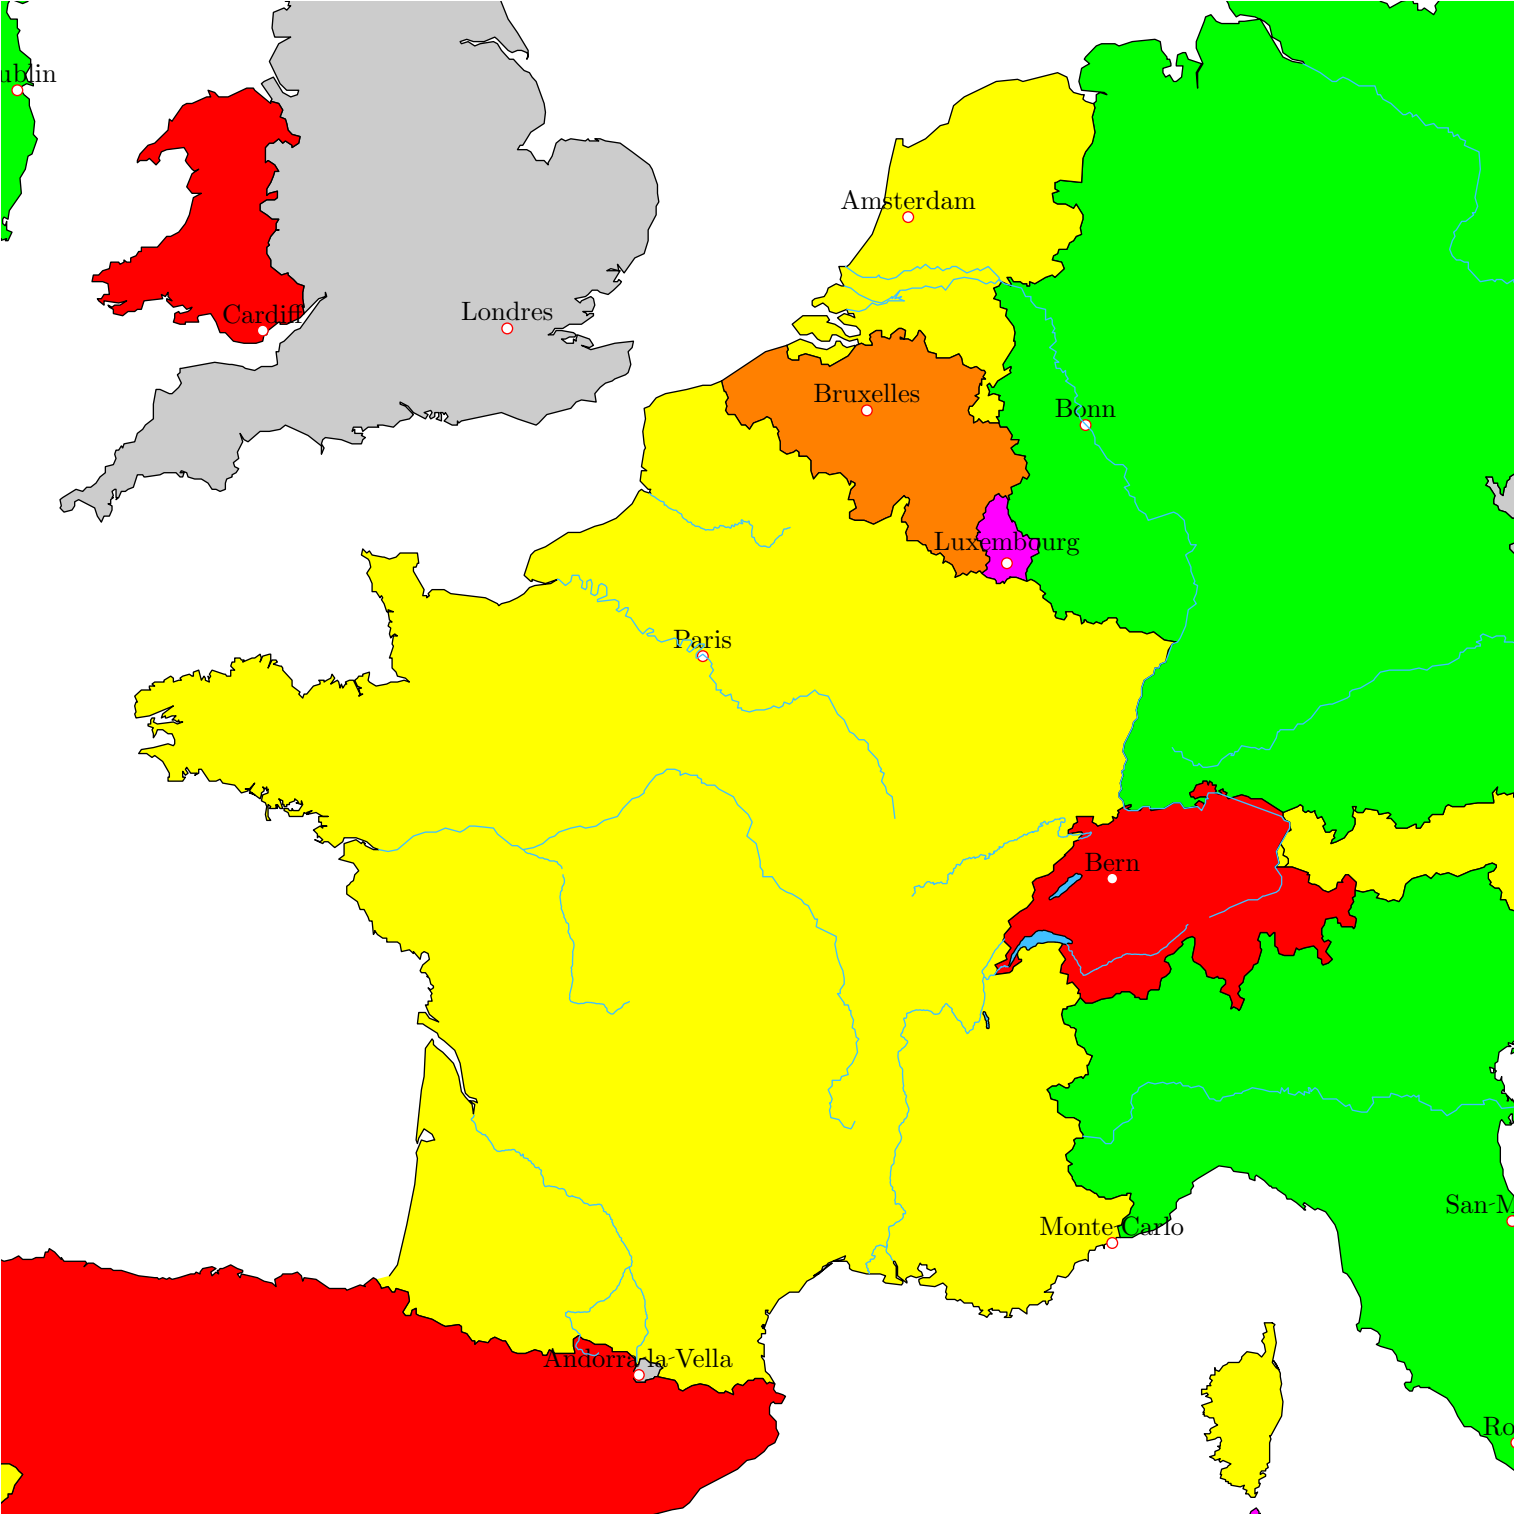 ublin
Amsterdam
Cardiff
Londres
Bruxelles
Bonn
Luxembourg
Paris
Bern
San-M
Monte-Carlo
Andorra-la-Vella
Ro